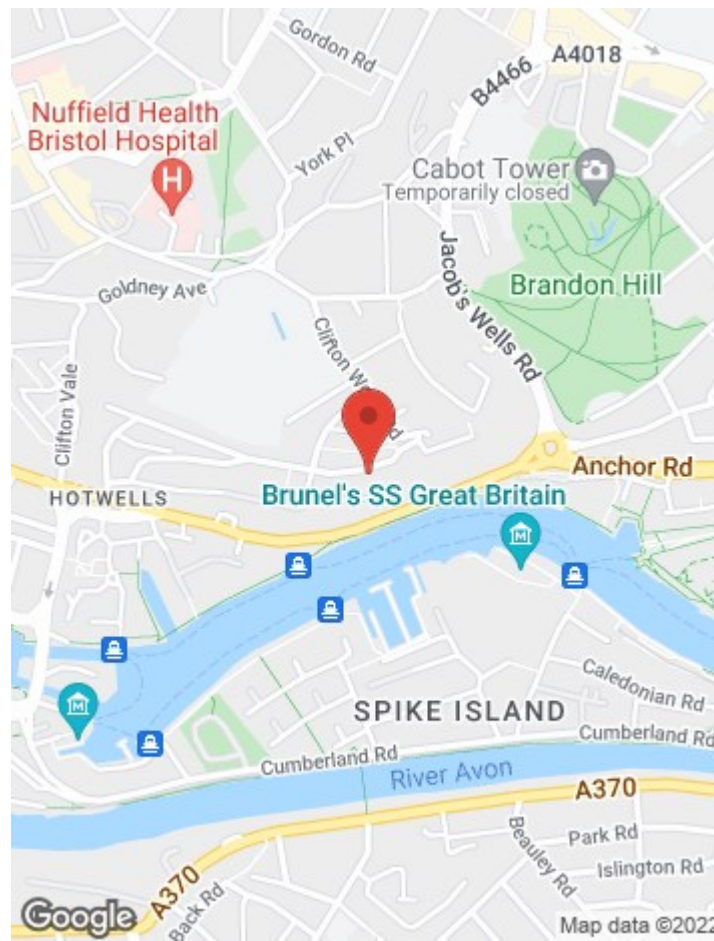 Gordon Rd
B4466
A4018
Nuffield Health
Bristol Hospital
H
York Pl
Cabot Tower
Temporarily closed
Goldney Ave
Jacob's Wells Rd
Brandon Hill
Clifton Vale
Anchor Rd
HOTWELLS
Brunel's SS Great Britain
M
M
SPIKE ISLAND
Caledonian Rd
Cumberland Rd
Cumberland Rd
River Avon
A370
Beauley Rd
Park Rd
Islington Rd
A370
Back Rd
Google
Map data ©2022